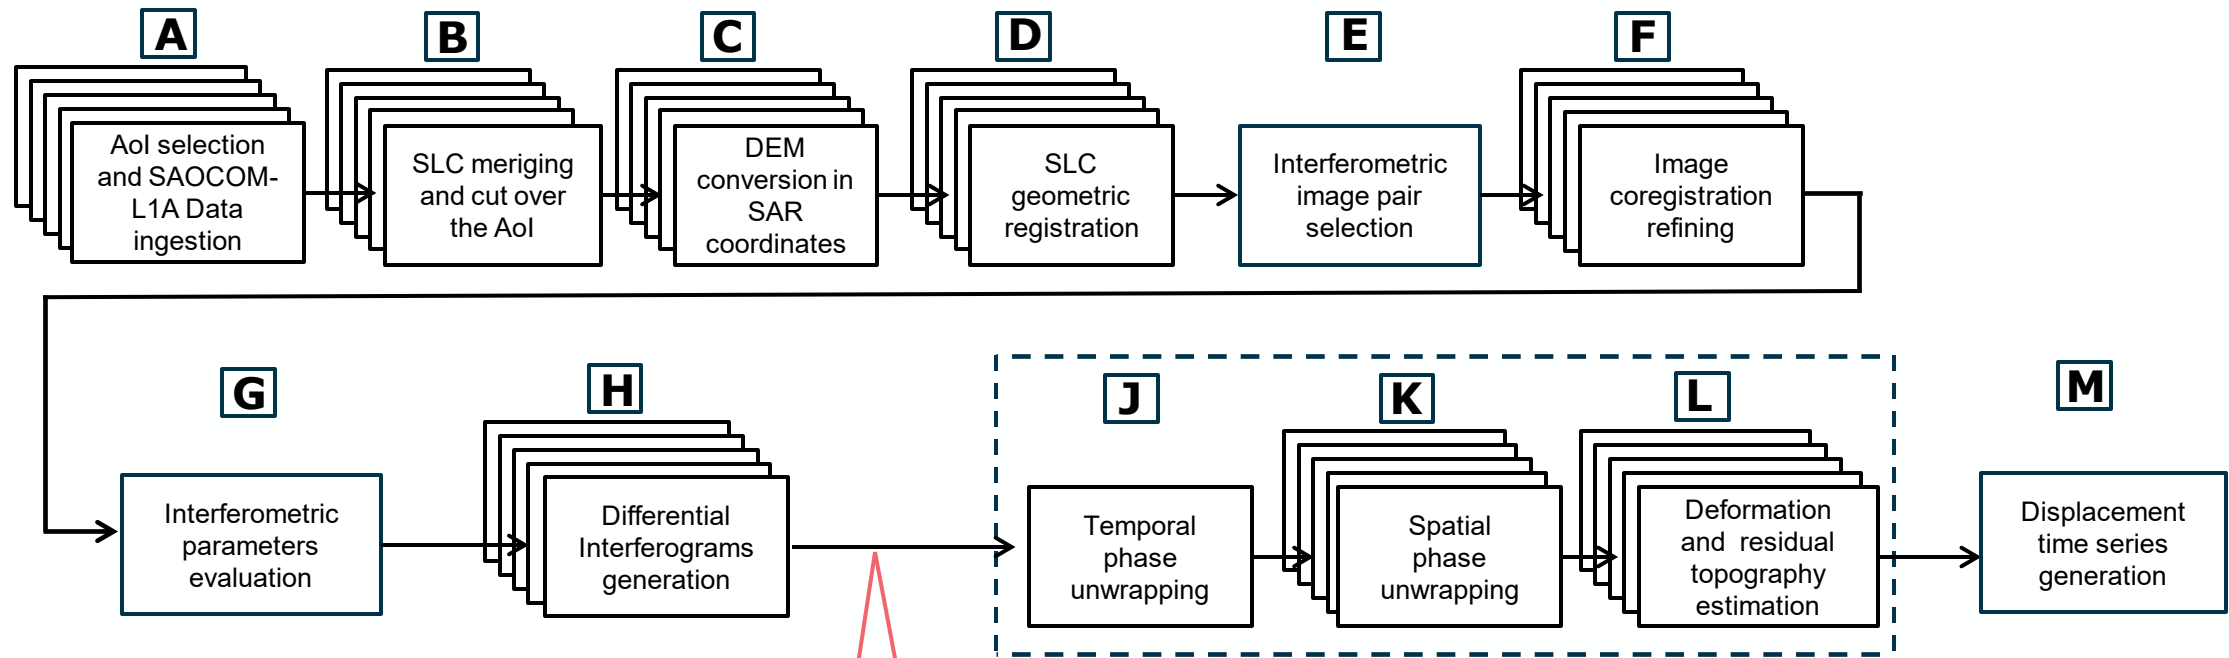 A
B
C
D
E
F
AoI selection
and SAOCOM-
L1A Data
ingestion
SLC meriging
and cut over
the AoI
DEM
conversion in
SAR
coordinates
SLC
geometric
registration
Interferometric
image pair
selection
Image
coregistration
refining
G
H
J
K
L
M
Interferometric
parameters
evaluation
Differential
Interferograms
generation
Temporal
phase
unwrapping
Spatial
phase
unwrapping
Deformation
and residual
topography
estimation
Displacement
time series
generation